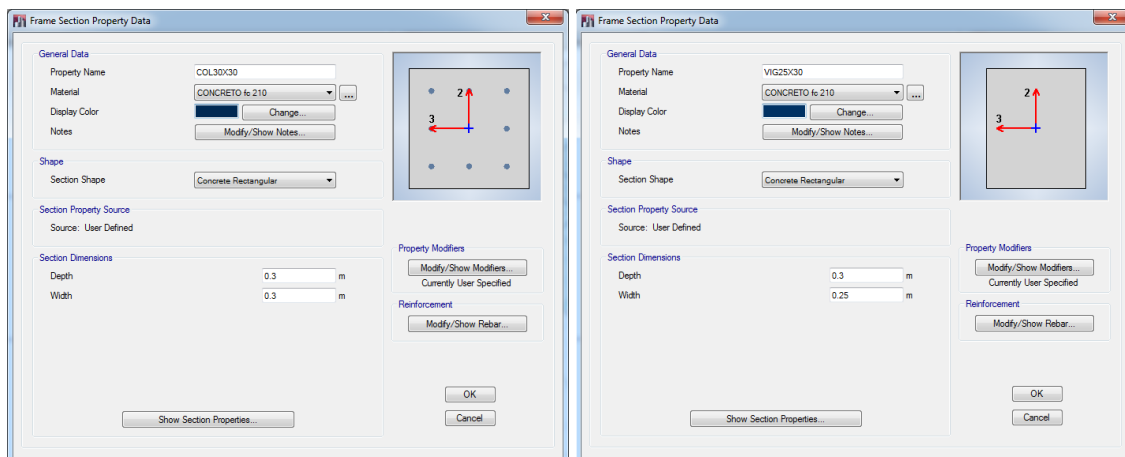 Frame Section Property Data
General Data
Property Name COL30X30
Material CONCRETO fc 210 ...
Display Color Change...
Notes Modify/Show Notes...
2
3
Shape
Section Shape Concrete Rectangular
Section Property Source
Source: User Defined
Section Dimensions
Depth 0.3 m
Width 0.3 m
Property Modifiers
Modify/Show Modifiers...
Currently User Specified
Reinforcement
Modify/Show Rebar...
Show Section Properties...
OK
Cancel
Frame Section Property Data
General Data
Property Name VIG25X30
Material CONCRETO fc 210 ...
Display Color Change...
Notes Modify/Show Notes...
2
3
Shape
Section Shape Concrete Rectangular
Section Property Source
Source: User Defined
Section Dimensions
Depth 0.3 m
Width 0.25 m
Property Modifiers
Modify/Show Modifiers...
Currently User Specified
Reinforcement
Modify/Show Rebar...
Show Section Properties...
OK
Cancel